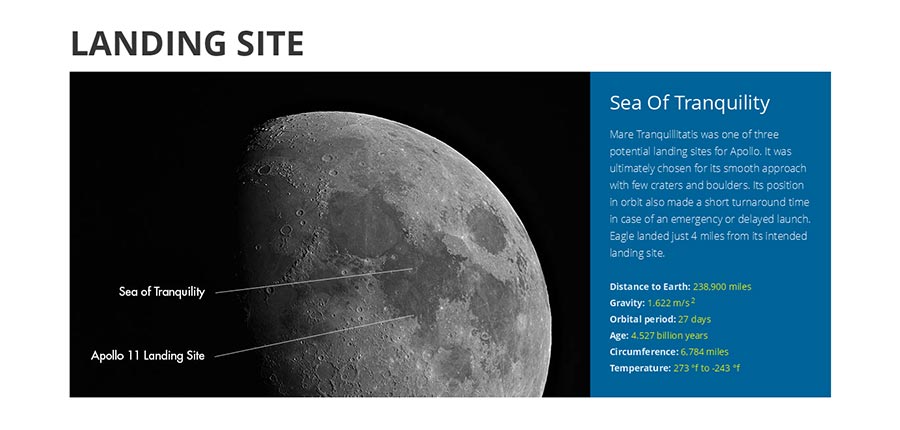 LANDING SITE
Sea Of Tranquility
Mare Tranquillitatis was one of three
potential landing sites for Apollo. It was
ultimately chosen for its smooth approach
with few craters and boulders. Its position
in orbit also made a short turnaround time
in case of an emergency or delayed launch.
Eagle landed just 4 miles from its intended
landing site.
Distance to Earth: 238,900 miles
Gravity: 1.622 m/s²
Orbital period: 27 days
Age: 4.527 billion years
Circumference: 6,784 miles
Temperature: 273 °f to -243 °f
Sea of Tranquility
Apollo 11 Landing Site